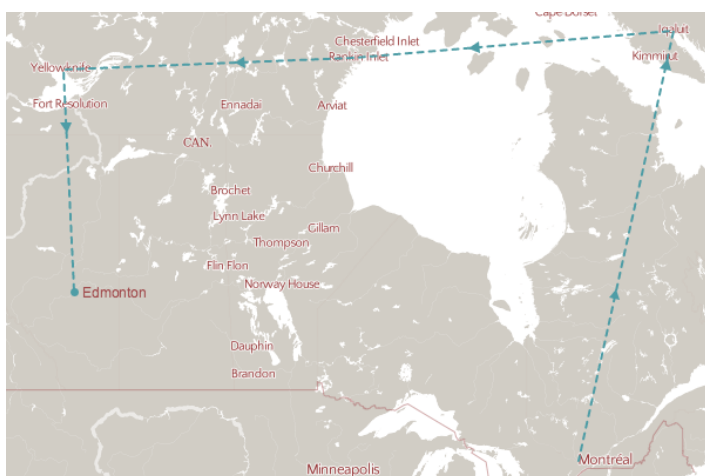 Cape Dorset
Iqaluit
Chesterfield Inlet
Rankin Inlet
Kimmirut
Yellowknife
Fort Resolution
Ennadai
Arviat
CAN.
Churchill
Brochet
Lynn Lake
Gillam
Thompson
Flin Flon
Norway House
Edmonton
Dauphin
Brandon
Montréal
Minneapolis